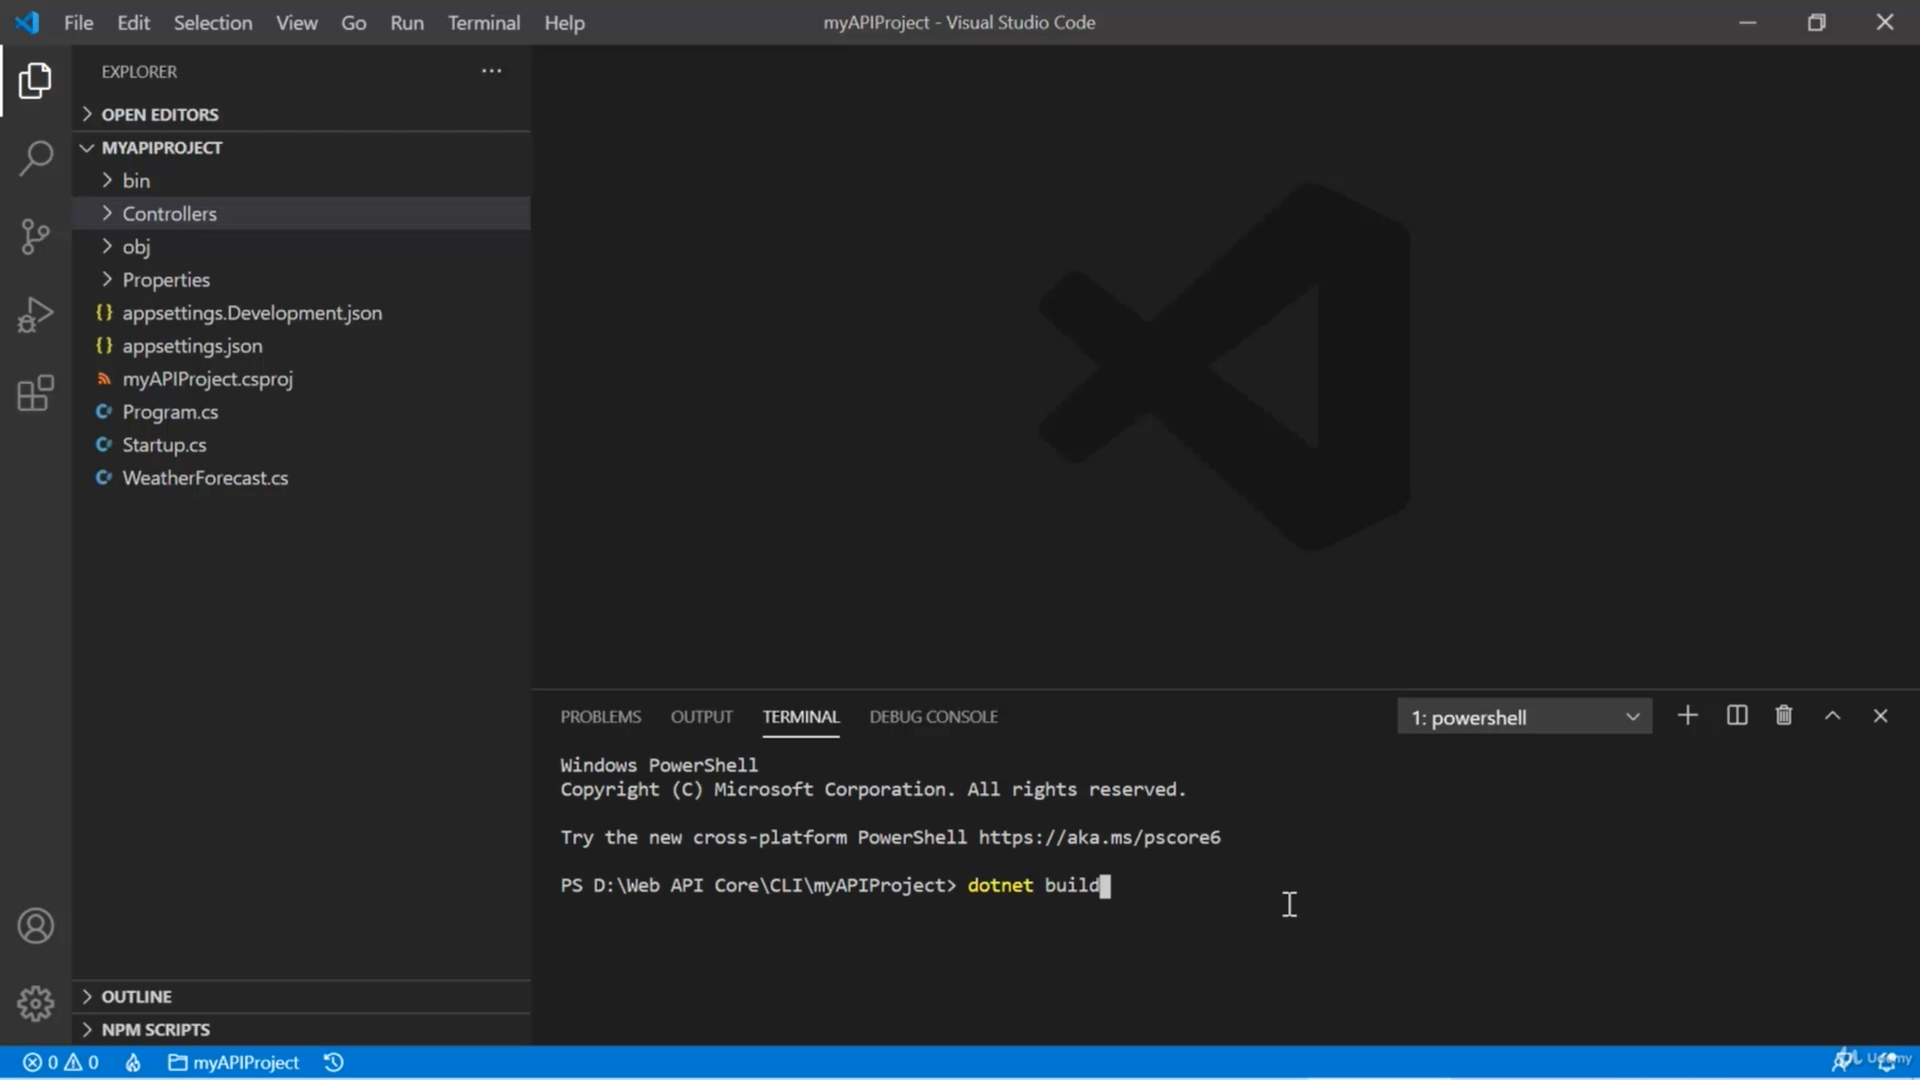 File Edit Selection View Go Run Terminal Help
myAPIProject - Visual Studio Code
EXPLORER
OPEN EDITORS
MYAPIPROJECT
bin
Controllers
obj
Properties
{} appsettings.Development.json
{} appsettings.json
myAPIProject.csproj
C# Program.cs
C# Startup.cs
C# WeatherForecast.cs
OUTLINE
NPM SCRIPTS
PROBLEMS OUTPUT TERMINAL DEBUG CONSOLE
1: powershell
Windows PowerShell
Copyright (C) Microsoft Corporation. All rights reserved.
Try the new cross-platform PowerShell https://aka.ms/pscore6
PS D:\Web API Core\CLI\myAPIProject> dotnet build
0 0 myAPIProject
Udemy